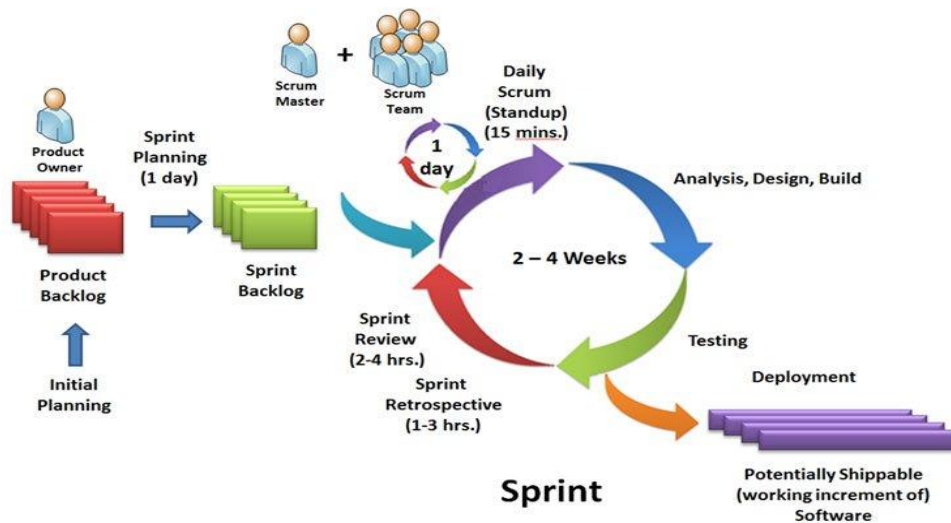 Scrum
Master
+
Scrum
Team
Product
Owner
Sprint
Planning
(1 day)
Product
Backlog
Initial
Planning
Sprint
Backlog
1
day
Daily
Scrum
(Standup)
(15 mins.)
Analysis, Design, Build
2 – 4 Weeks
Testing
Sprint
Review
(2-4 hrs.)
Sprint
Retrospective
(1-3 hrs.)
Deployment
Potentially Shippable
(working increment of)
Software
Sprint